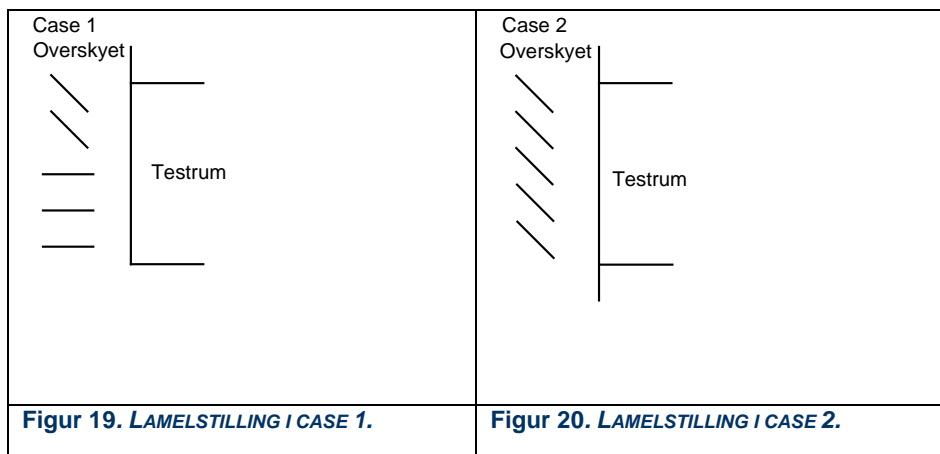 Case 1
Overskyet
Testrum
Case 2
Overskyet
Testrum
Figur 19. LAMELSTILLING I CASE 1.
Figur 20. LAMELSTILLING I CASE 2.